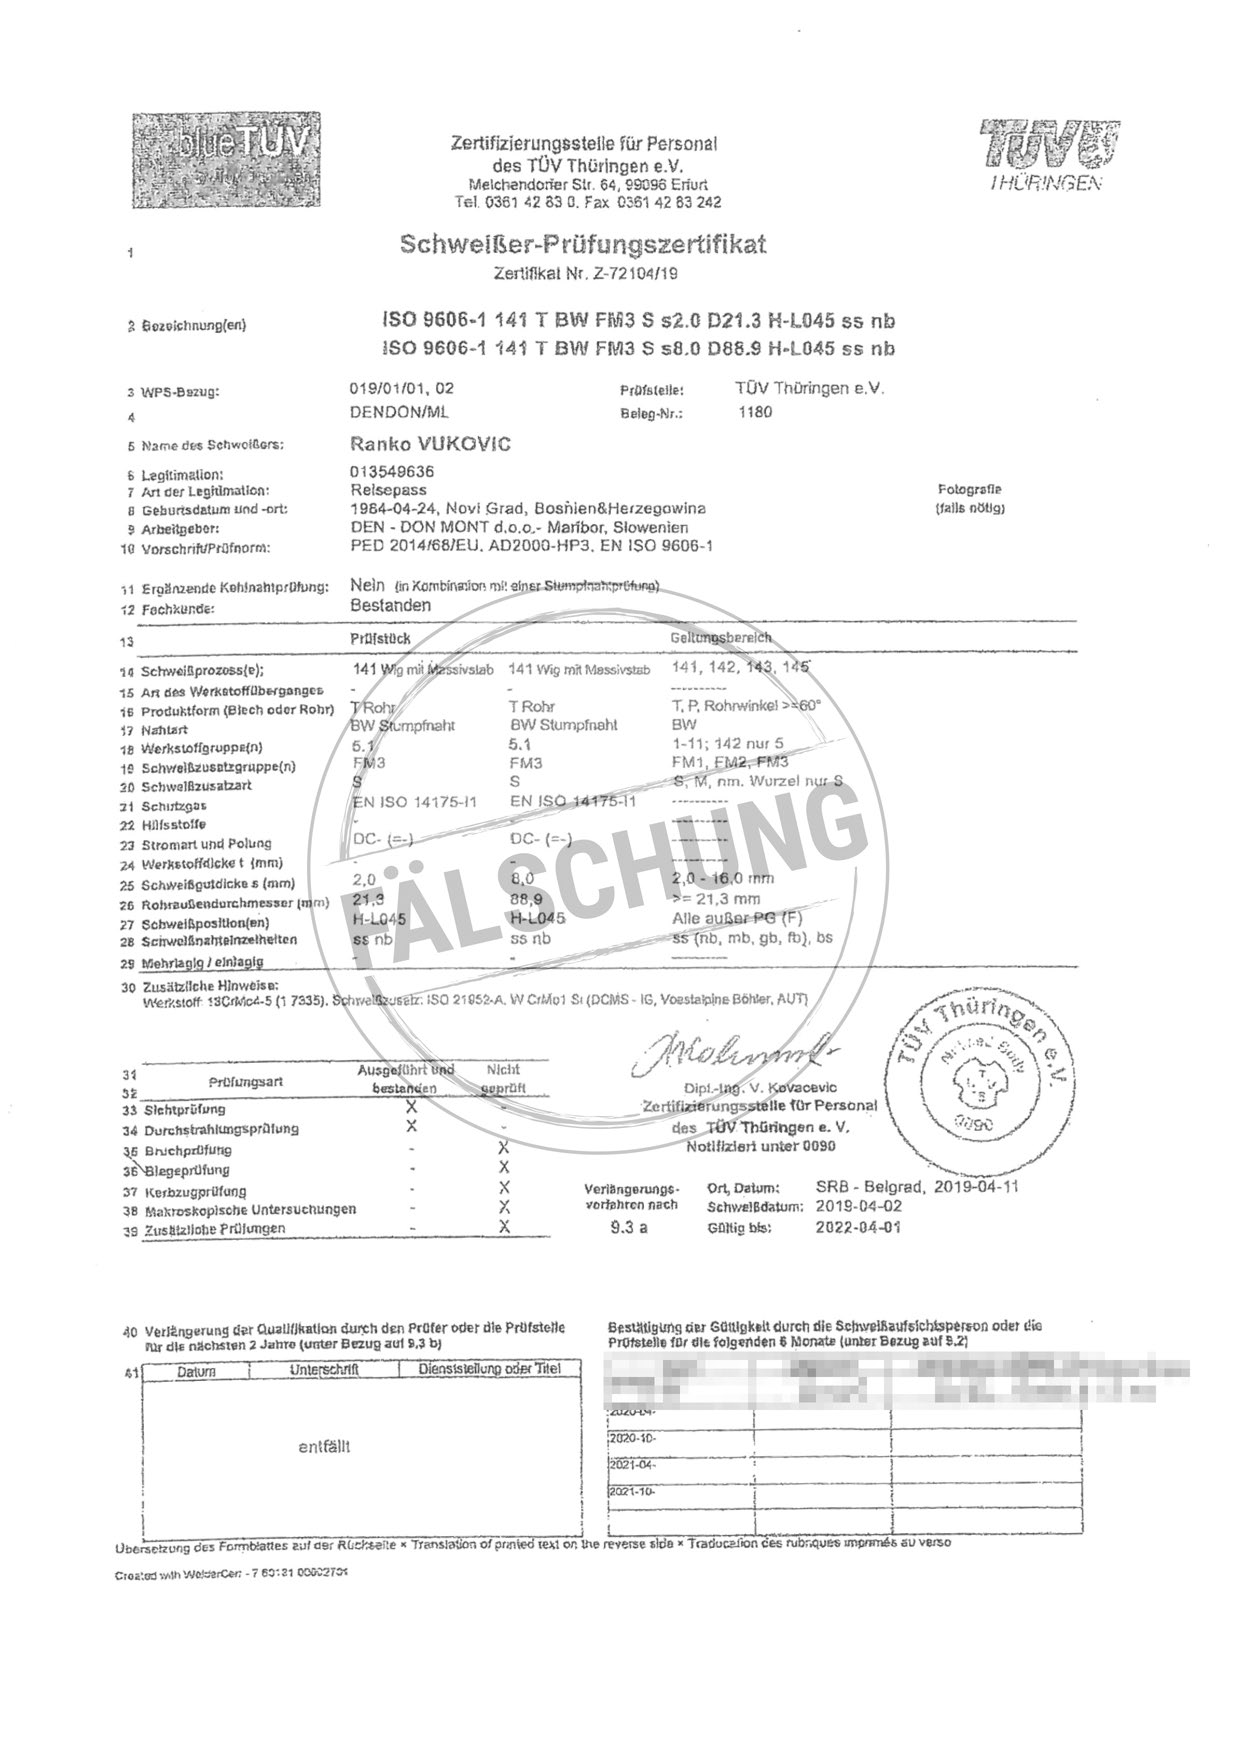 blueTÜV
TÜV
THÜRINGEN
Zertifizierungsstelle für Personal
des TÜV Thüringen e.V.
Melchendorfer Str. 64, 99096 Erfurt
Tel. 0361 42 83 0, Fax 0361 42 83 242
1 Schweißer-Prüfungszertifikat
Zertifikat Nr. Z-72104/19
2 Bezeichnung(en) ISO 9606-1 141 T BW FM3 S s2.0 D21.3 H-L045 ss nb
ISO 9606-1 141 T BW FM3 S s8.0 D88.9 H-L045 ss nb
3 WPS-Bezug: 019/01/01, 02 Prüfstelle: TÜV Thüringen e.V.
4 DENDON/ML Beleg-Nr.: 1180
5 Name des Schweißers: Ranko VUKOVIC
6 Legitimation: 013549636
7 Art der Legitimation: Reisepass Fotografie
8 Geburtsdatum und -ort: 1964-04-24, Novi Grad, Bosnien&Herzegowina (falls nötig)
9 Arbeitgeber: DEN - DON MONT d.o.o.- Maribor, Slowenien
10 Vorschrift/Prüfnorm: PED 2014/68/EU, AD2000-HP3, EN ISO 9606-1
11 Ergänzende Kehlnahtprüfung: Nein (in Kombination mit einer Stumpfnahtprüfung)
12 Fachkunde: Bestanden
13 Prüfstück Geltungsbereich
14 Schweißprozess(e); 141 Wig mit Massivstab 141 Wig mit Massivstab 141, 142, 143, 145
15 Art des Werkstoffüberganges - - ----------
16 Produktform (Blech oder Rohr) T Rohr T Rohr T, P, Rohrwinkel >=60°
17 Nahtart BW Stumpfnaht BW Stumpfnaht BW
18 Werkstoffgruppe(n) 5.1 5.1 1-11; 142 nur 5
19 Schweißzusatzgruppe(n) FM3 FM3 FM1, FM2, FM3
20 Schweißzusatzart S S S, M, nm. Wurzel nur S
21 Schutzgas EN ISO 14175-I1 EN ISO 14175-I1 ----------
22 Hilfsstoffe - - ----------
23 Stromart und Polung DC- (=-) DC- (=-) ----------
24 Werkstoffdicke t (mm) - - ----------
25 Schweißgutdicke s (mm) 2,0 8,0 2,0 - 16,0 mm
26 Rohraußendurchmesser (mm) 21,3 88,9 >= 21,3 mm
27 Schweißposition(en) H-L045 H-L045 Alle außer PG (F)
28 Schweißnahteinzelheiten ss nb ss nb ss (nb, mb, gb, fb), bs
29 Mehrlagig / einlagig - - ----------
FÄLSCHUNG
30 Zusätzliche Hinweise:
Werkstoff: 13CrMo4-5 (1.7335). Schweißzusatz: ISO 21952-A, W CrMo1 Si (DCMS - IG, Voestalpine Böhler, AUT)
TÜV Thüringen e.V.
0090
31 Ausgeführt und Nicht
32 Prüfungsart bestanden geprüft
Dipl.-Ing. V. Kovacevic
33 Sichtprüfung X -
Zertifizierungsstelle für Personal
34 Durchstrahlungsprüfung X -
des TÜV Thüringen e. V.
35 Bruchprüfung - X
Notifiziert unter 0090
36 Biegeprüfung - X
37 Kerbzugprüfung - X
38 Makroskopische Untersuchungen - X
39 Zusätzliche Prüfungen - X
Verlängerungs- Ort, Datum: SRB - Belgrad, 2019-04-11
verfahren nach Schweißdatum: 2019-04-02
9.3 a Gültig bis: 2022-04-01
40 Verlängerung der Qualifikation durch den Prüfer oder die Prüfstelle
für die nächsten 2 Jahre (unter Bezug auf 9.3 b)
41 Datum Unterschrift Dienststellung oder Titel
entfällt
Bestätigung der Gültigkeit durch die Schweißaufsichtsperson oder die
Prüfstelle für die folgenden 6 Monate (unter Bezug auf 9.2)
2020-04-
2020-10-
2021-04-
2021-10-
Übersetzung des Formblattes auf der Rückseite × Translation of printed text on the reverse side × Traducation des rubriques imprimés au verso
Created with WelderCert - 7